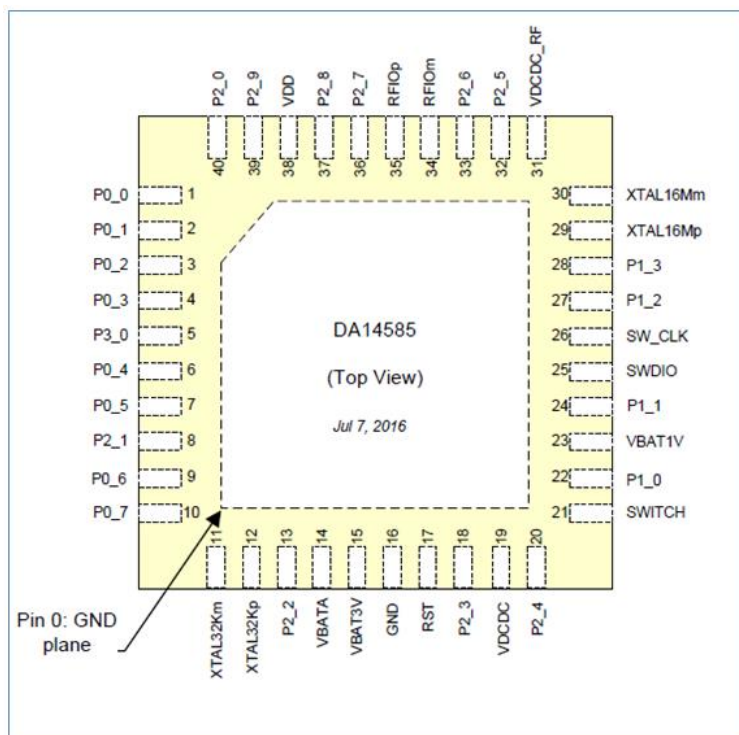 P2_0
P2_9
VDD
P2_8
P2_7
RFIOp
RFIOm
P2_6
P2_5
VDCDC_RF
40
39
38
37
36
35
34
33
32
31
P0_0 1
P0_1 2
P0_2 3
P0_3 4
P3_0 5
P0_4 6
P0_5 7
P2_1 8
P0_6 9
P0_7 10
DA14585
(Top View)
Jul 7, 2016
30 XTAL16Mm
29 XTAL16Mp
28 P1_3
27 P1_2
26 SW_CLK
25 SWDIO
24 P1_1
23 VBAT1V
22 P1_0
21 SWITCH
11
12
13
14
15
16
17
18
19
20
XTAL32Km
XTAL32Kp
P2_2
VBATA
VBAT3V
GND
RST
P2_3
VDCDC
P2_4
Pin 0: GND
plane